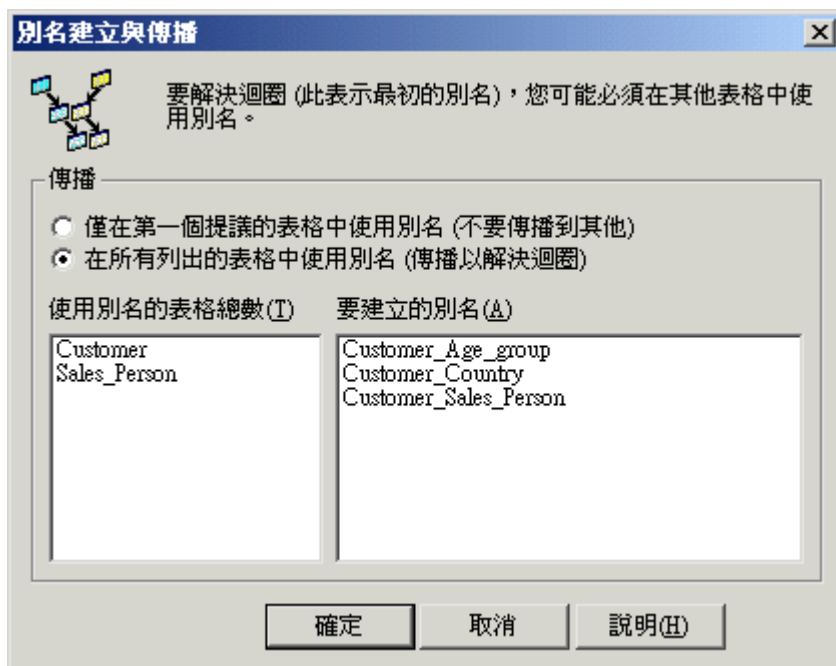 別名建立與傳播
要解決迴圈 (此表示最初的別名)，您可能必須在其他表格中使
用別名。
傳播
僅在第一個提議的表格中使用別名 (不要傳播到其他)
在所有列出的表格中使用別名 (傳播以解決迴圈)
使用別名的表格總數(T) 要建立的別名(A)
Customer Customer_Age_group
Sales_Person Customer_Country
Customer_Sales_Person
確定 取消 說明(H)